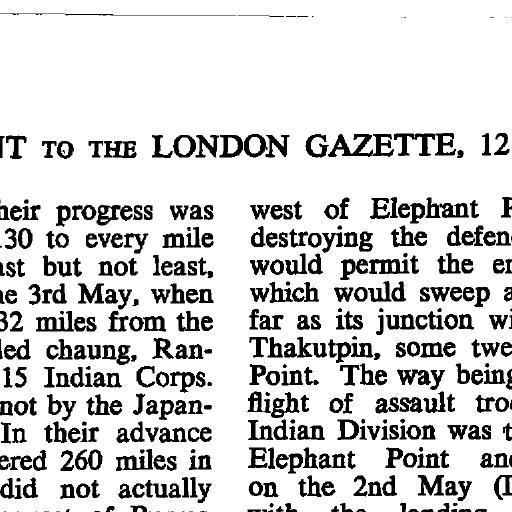 NT TO THE LONDON GAZETTE, 12
heir progress was
130 to every mile
ast but not least,
he 3rd May, when
32 miles from the
led chaung, Ran-
15 Indian Corps.
not by the Japan-
In their advance
ered 260 miles in
did not actually
west of Elephant P
destroying the defen
would permit the en
which would sweep a
far as its junction wi
Thakutpin, some twe
Point. The way being
flight of assault tro
Indian Division was t
Elephant Point an
on the 2nd May (D
with the landing